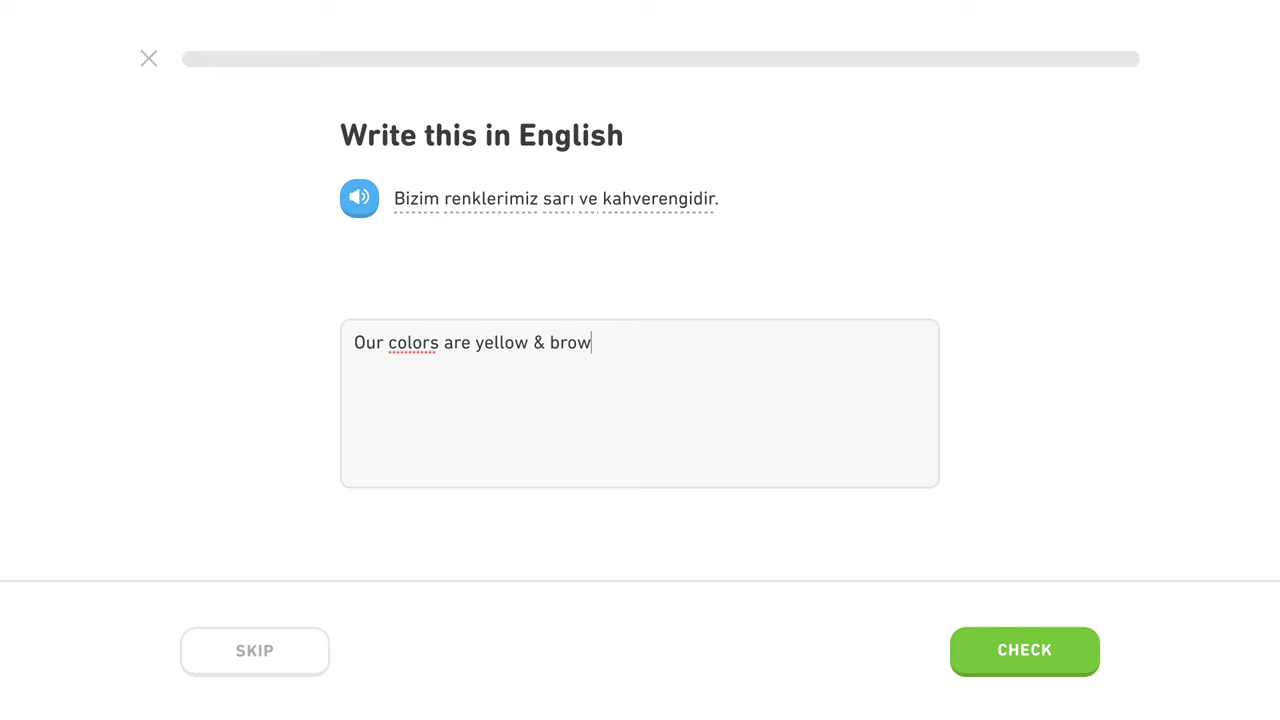 Write this in English
Bizim renklerimiz sarı ve kahverengidir.
Our colors are yellow & brow
SKIP
CHECK